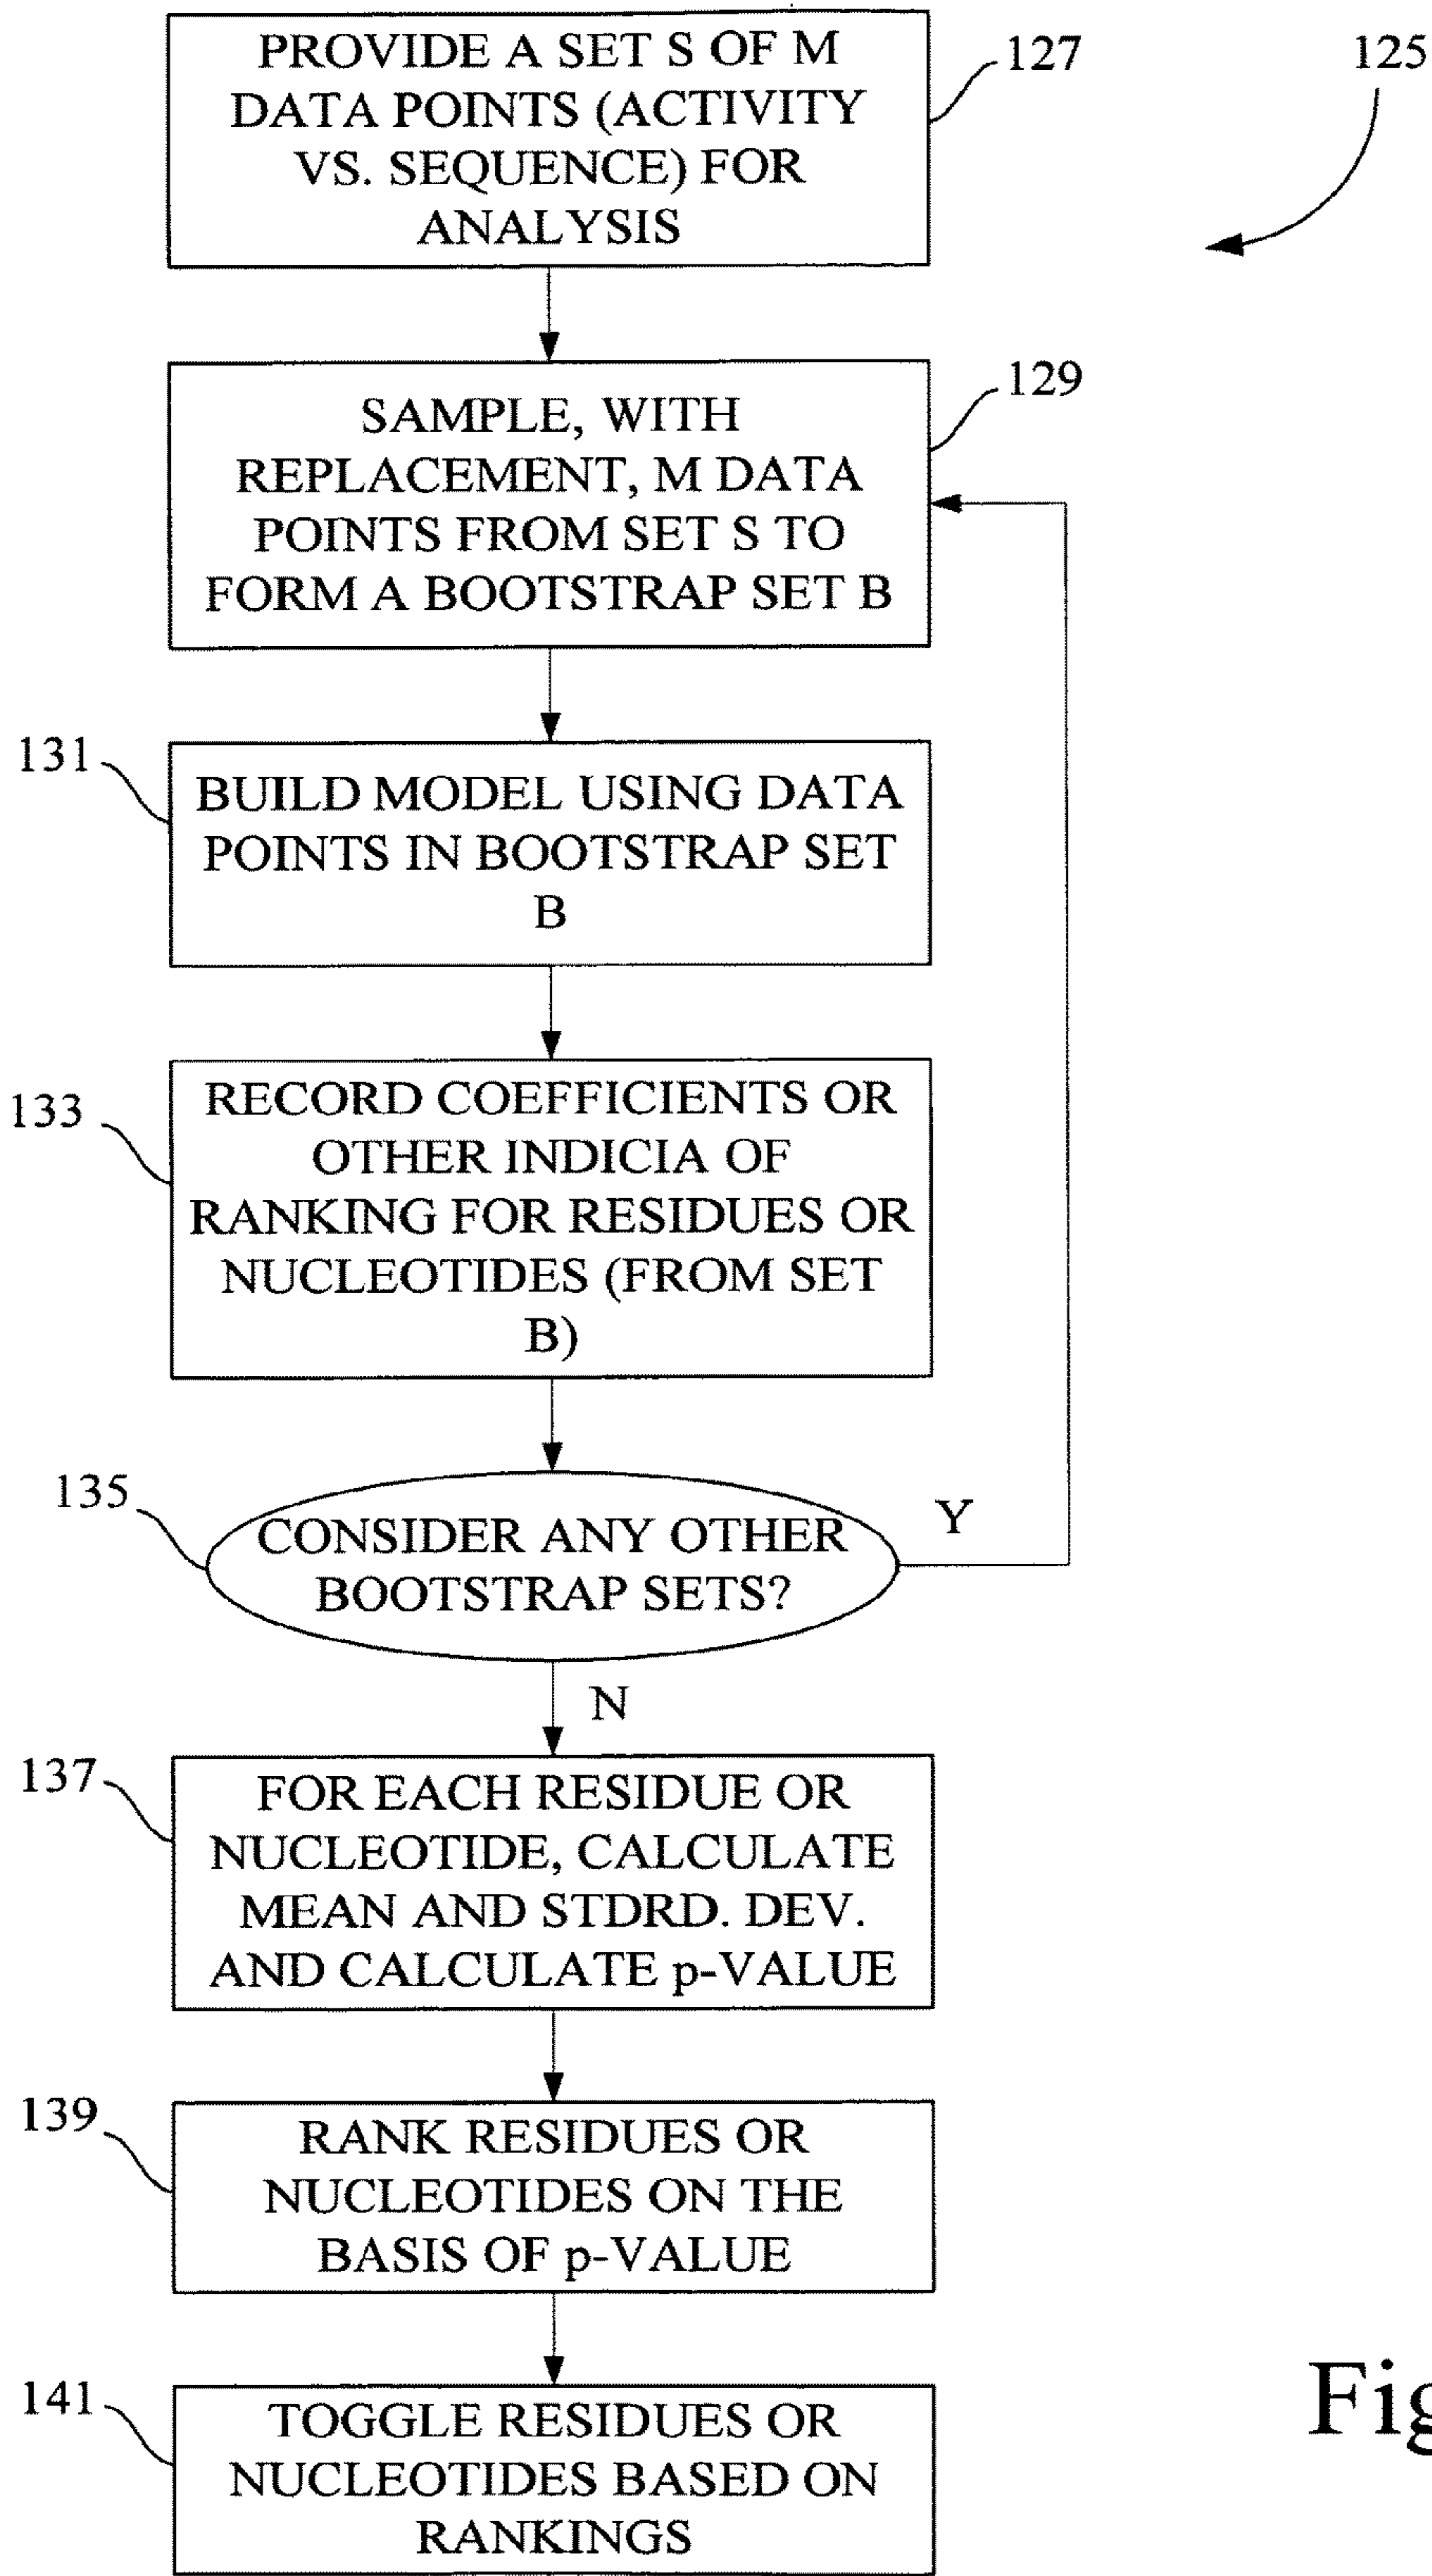 PROVIDE A SET S OF M
DATA POINTS (ACTIVITY
VS. SEQUENCE) FOR
ANALYSIS
127
125
SAMPLE, WITH
REPLACEMENT, M DATA
POINTS FROM SET S TO
FORM A BOOTSTRAP SET B
129
131
BUILD MODEL USING DATA
POINTS IN BOOTSTRAP SET
B
133
RECORD COEFFICIENTS OR
OTHER INDICIA OF
RANKING FOR RESIDUES OR
NUCLEOTIDES (FROM SET
B)
135
CONSIDER ANY OTHER
BOOTSTRAP SETS?
Y
N
137
FOR EACH RESIDUE OR
NUCLEOTIDE, CALCULATE
MEAN AND STDRD. DEV.
AND CALCULATE p-VALUE
139
RANK RESIDUES OR
NUCLEOTIDES ON THE
BASIS OF p-VALUE
141
TOGGLE RESIDUES OR
NUCLEOTIDES BASED ON
RANKINGS
Fig